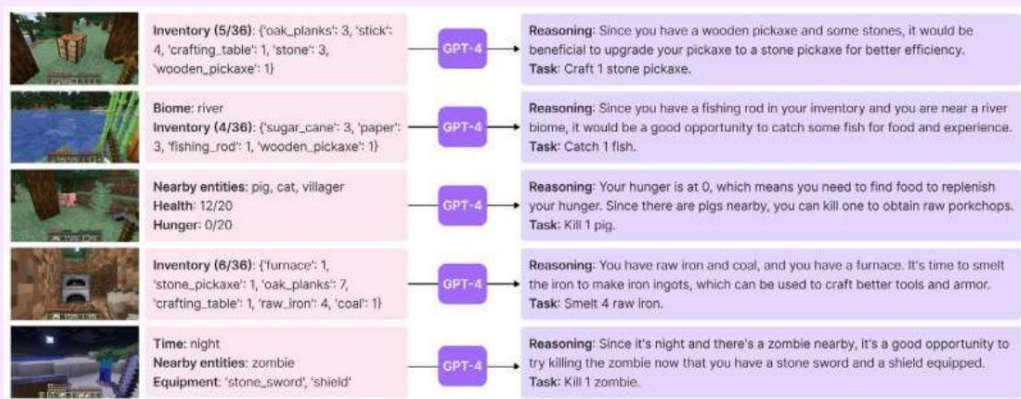 Inventory (5/36): {'oak_planks': 3, 'stick':
4, 'crafting_table': 1, 'stone': 3,
'wooden_pickaxe': 1}
GPT-4
Reasoning: Since you have a wooden pickaxe and some stones, it would be
beneficial to upgrade your pickaxe to a stone pickaxe for better efficiency.
Task: Craft 1 stone pickaxe.
Biome: river
Inventory (4/36): {'sugar_cane': 3, 'paper':
3, 'fishing_rod': 1, 'wooden_pickaxe': 1}
GPT-4
Reasoning: Since you have a fishing rod in your inventory and you are near a river
biome, it would be a good opportunity to catch some fish for food and experience.
Task: Catch 1 fish.
Nearby entities: pig, cat, villager
Health: 12/20
Hunger: 0/20
GPT-4
Reasoning: Your hunger is at 0, which means you need to find food to replenish
your hunger. Since there are pigs nearby, you can kill one to obtain raw porkchops.
Task: Kill 1 pig.
Inventory (6/36): {'furnace': 1,
'stone_pickaxe': 1, 'oak_planks': 7,
'crafting_table': 1, 'raw_iron': 4, 'coal': 1}
GPT-4
Reasoning: You have raw iron and coal, and you have a furnace. It's time to smelt
the iron to make iron ingots, which can be used to craft better tools and armor.
Task: Smelt 4 raw iron.
Time: night
Nearby entities: zombie
Equipment: 'stone_sword', 'shield'
GPT-4
Reasoning: Since it's night and there's a zombie nearby, it's a good opportunity to
try killing the zombie now that you have a stone sword and a shield equipped.
Task: Kill 1 zombie.